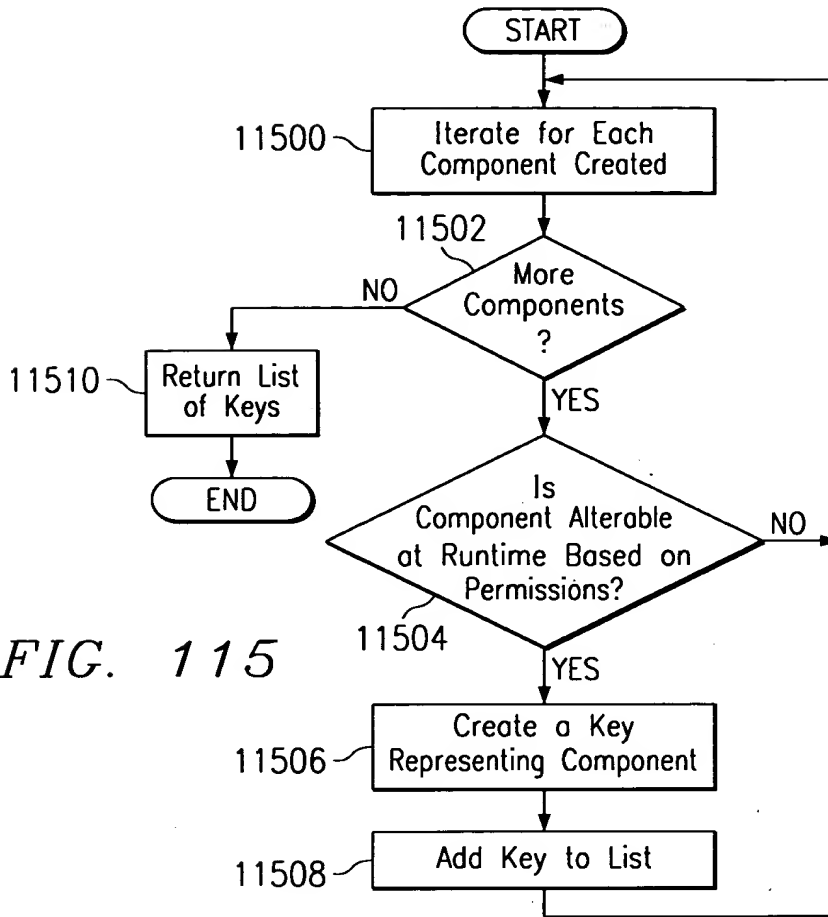 START
11500
Iterate for Each
Component Created
11502
More
Components
?
NO
YES
11510
Return List
of Keys
END
Is
Component Alterable
at Runtime Based on
Permissions?
NO
11504
YES
FIG. 115
11506
Create a Key
Representing Component
11508
Add Key to List